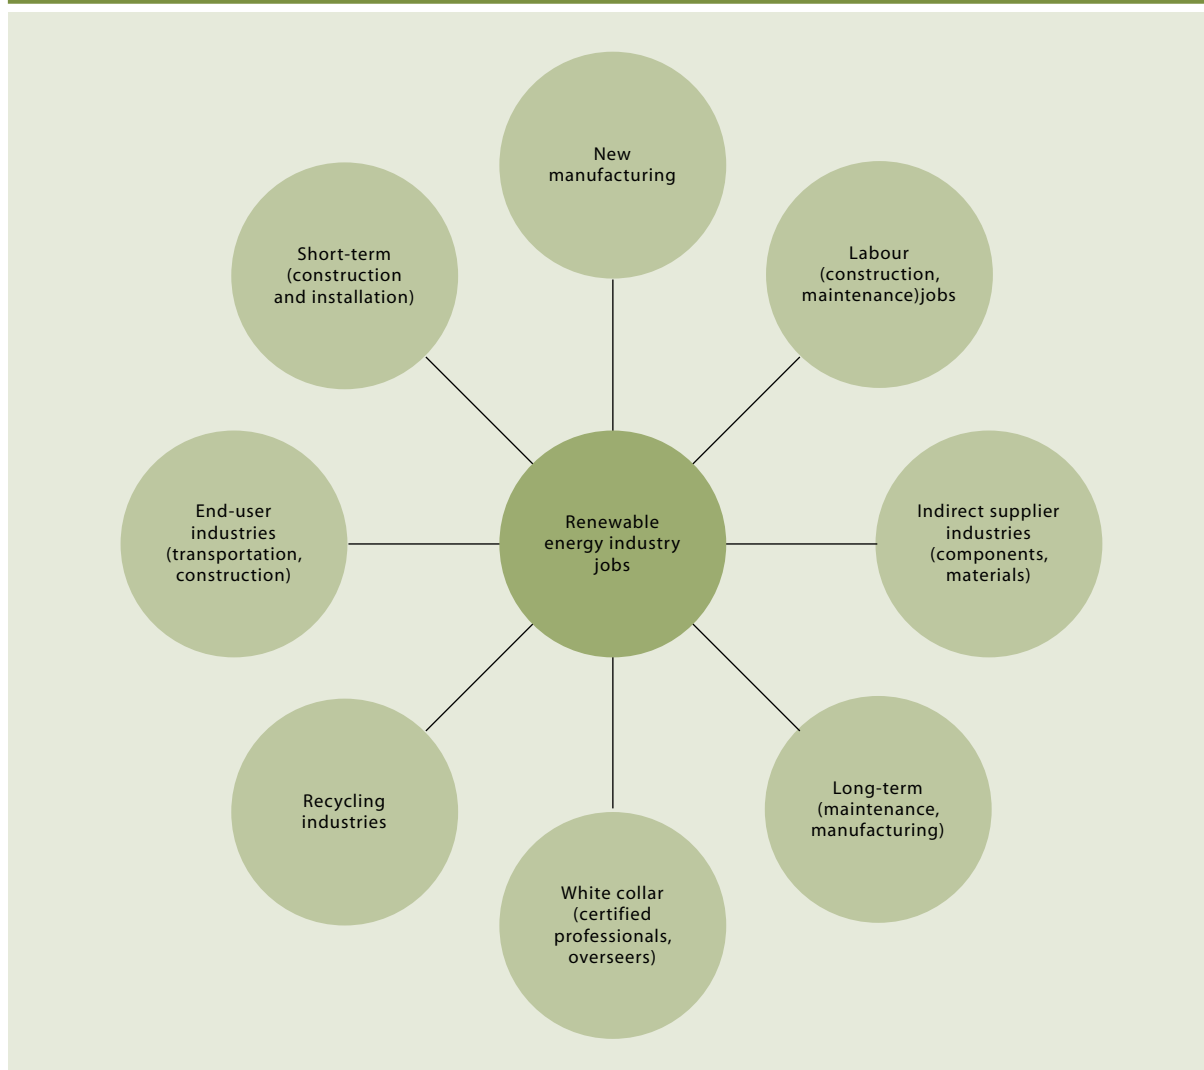 New
manufacturing
Labour
(construction,
maintenance)jobs
Indirect supplier
industries
(components,
materials)
Long-term
(maintenance,
manufacturing)
White collar
(certified
professionals,
overseers)
Recycling
industries
End-user
industries
(transportation,
construction)
Short-term
(construction
and installation)
Renewable
energy industry
jobs